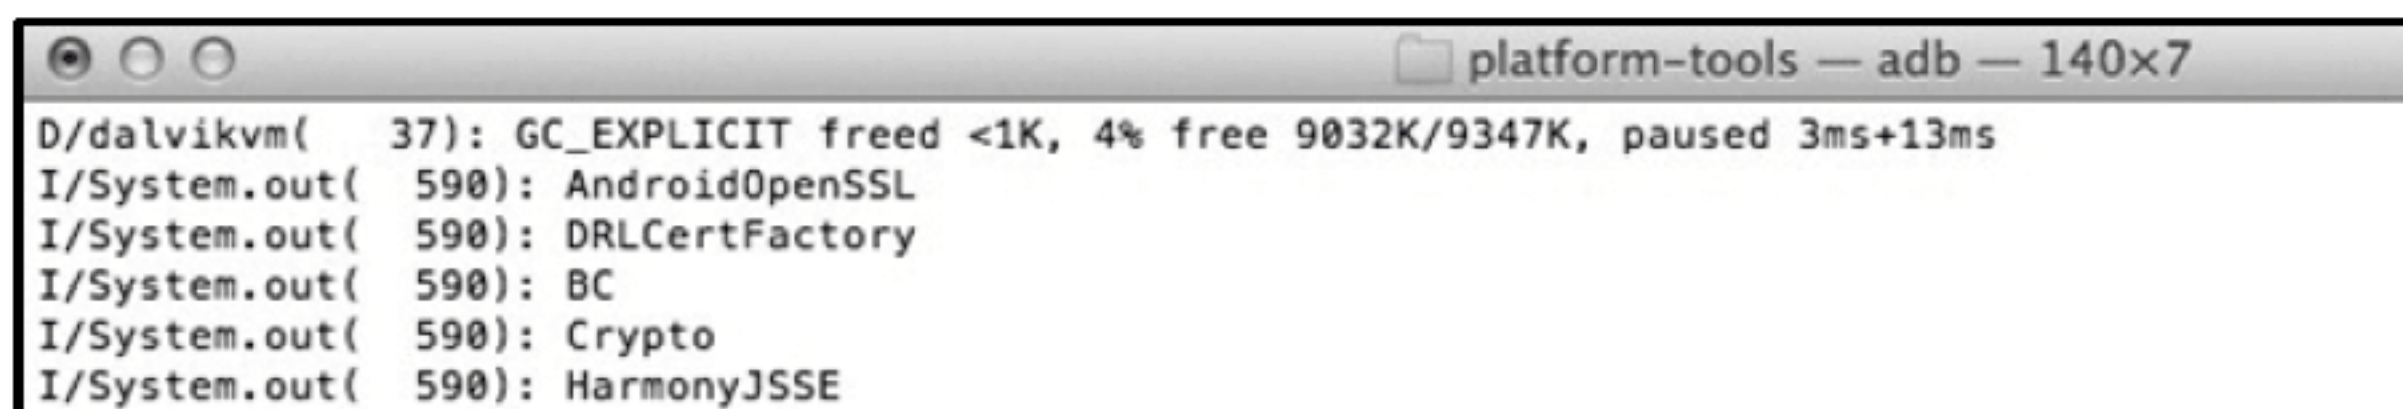 platform-tools — adb — 140×7
D/dalvikvm(   37): GC_EXPLICIT freed <1K, 4% free 9032K/9347K, paused 3ms+13ms
I/System.out(  590): AndroidOpenSSL
I/System.out(  590): DRLCertFactory
I/System.out(  590): BC
I/System.out(  590): Crypto
I/System.out(  590): HarmonyJSSE